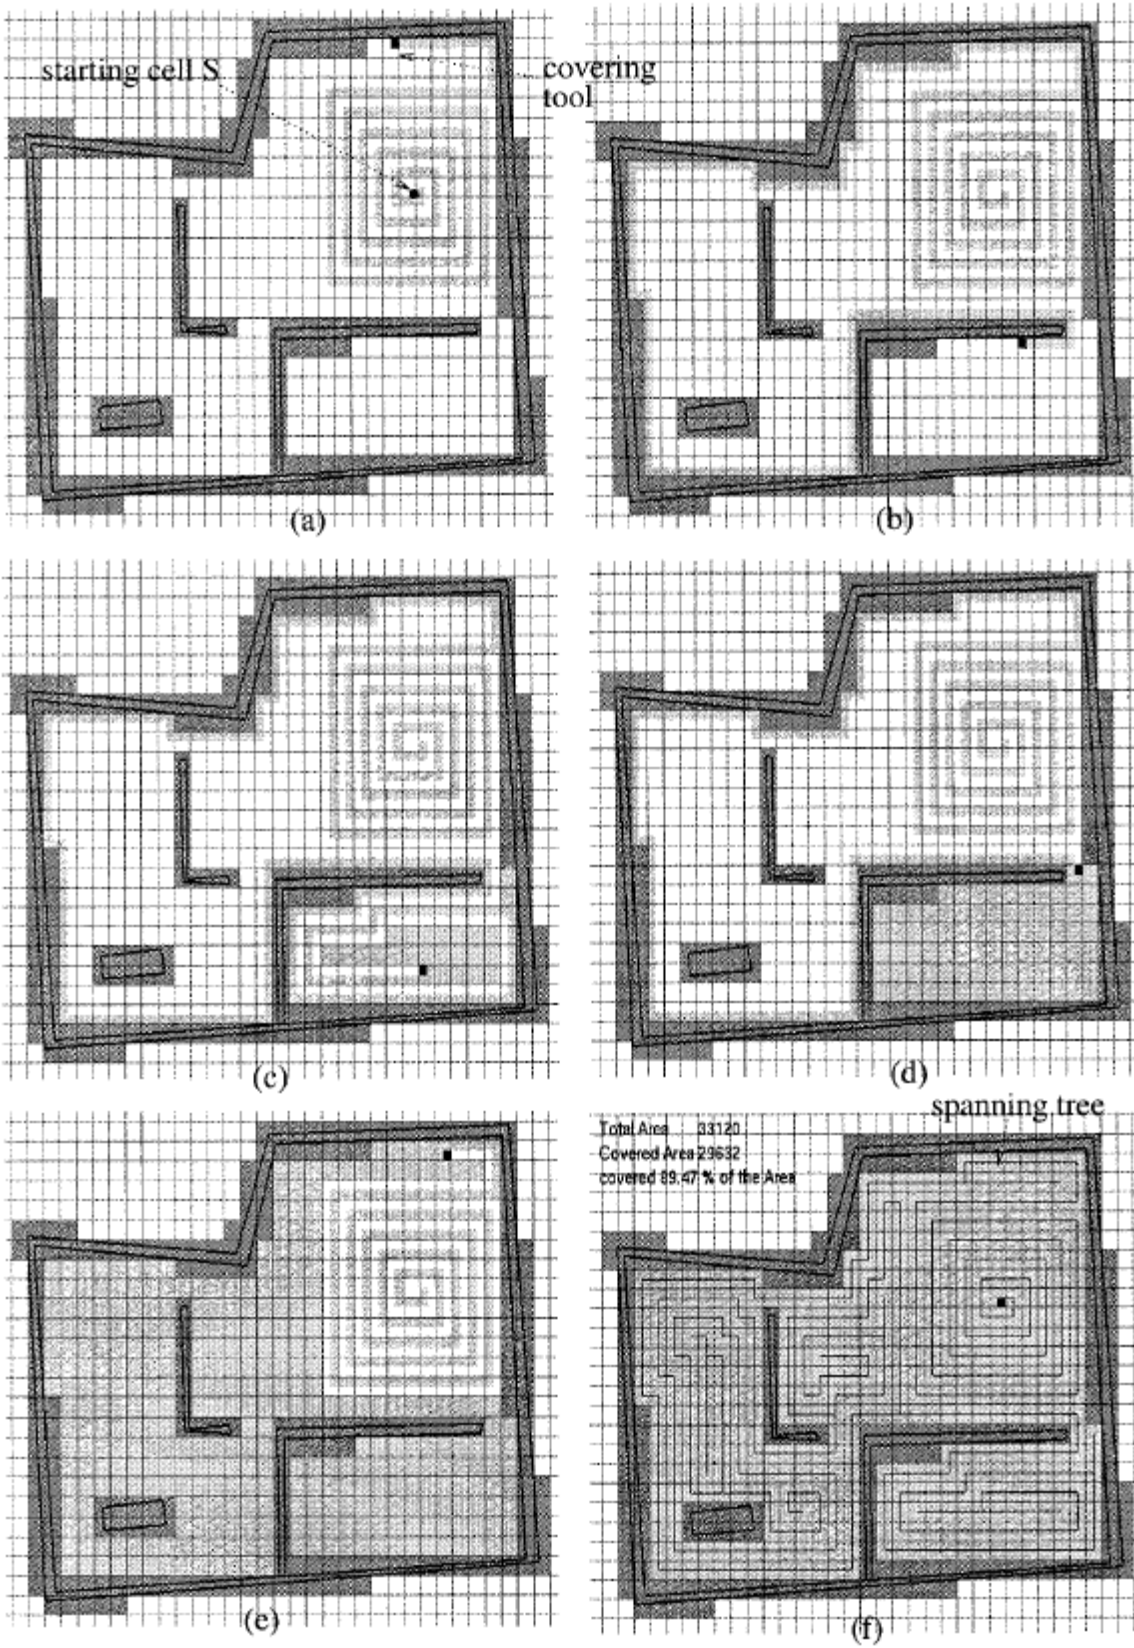 starting cell S
covering
tool
(a)
(b)
(c)
(d)
spanning tree
Total Area 33120
Covered Area 29632
covered 89.47 % of the Area
(e)
(f)